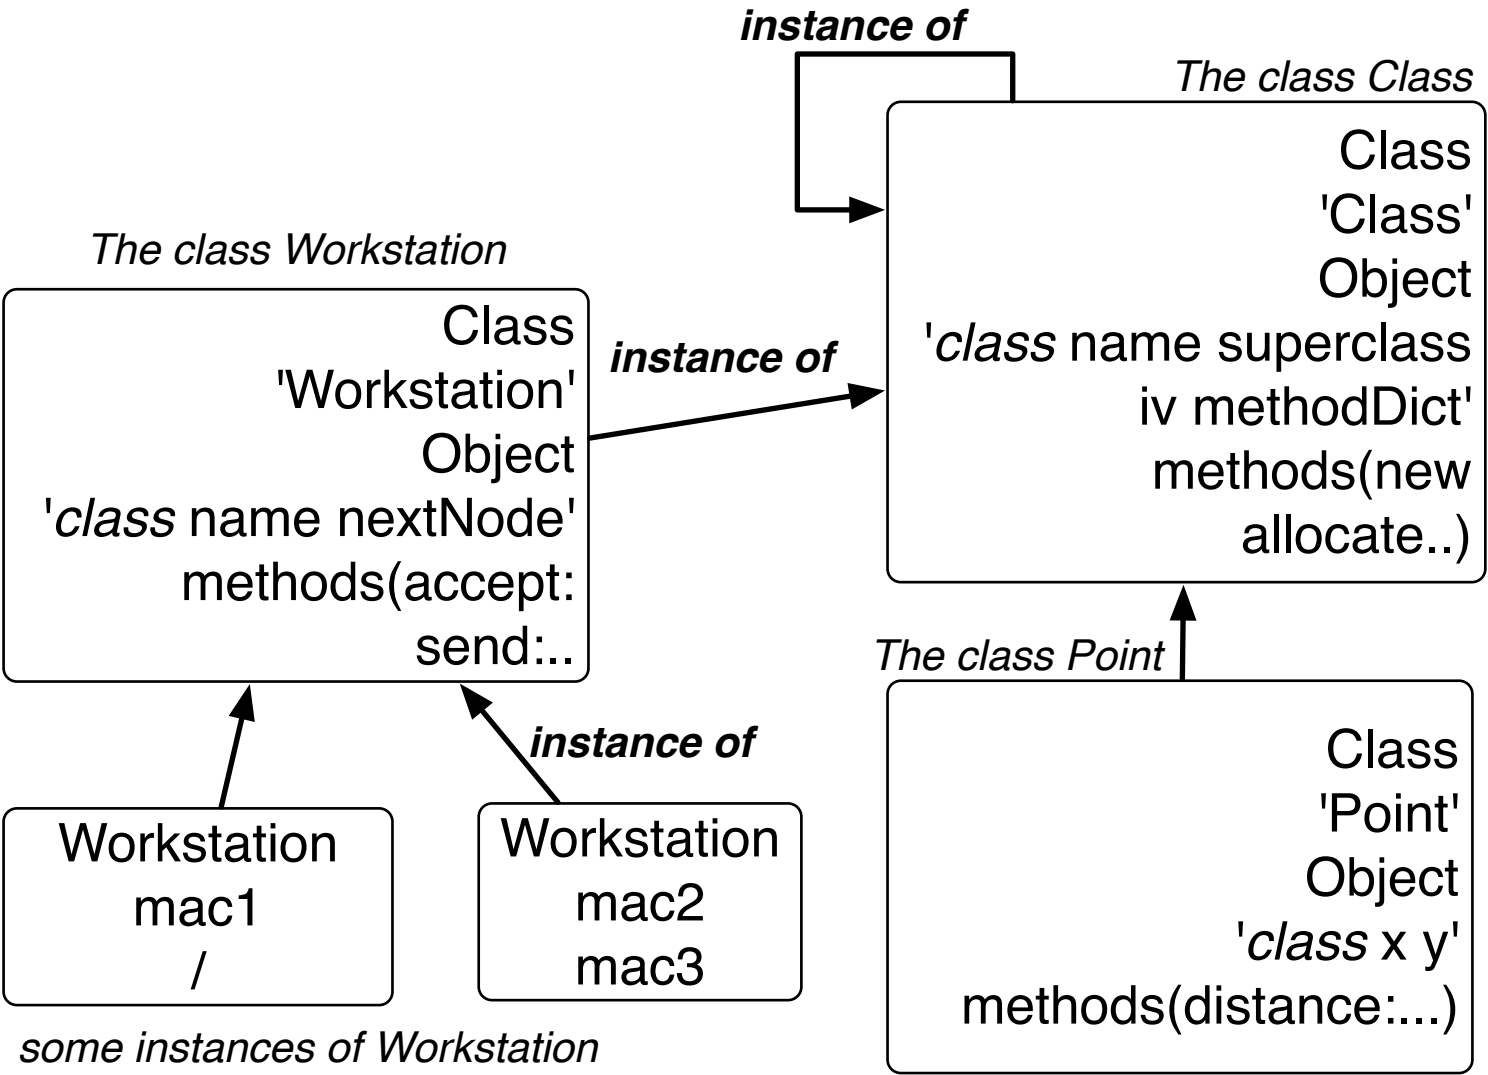 instance of
The class Class
Class
'Class'
Object
'class name superclass
iv methodDict'
methods(new
allocate..)
The class Workstation
Class
'Workstation'
Object
'class name nextNode'
methods(accept:
send:..
instance of
The class Point
Class
'Point'
Object
'class x y'
methods(distance:...)
instance of
Workstation
mac1
/
Workstation
mac2
mac3
some instances of Workstation